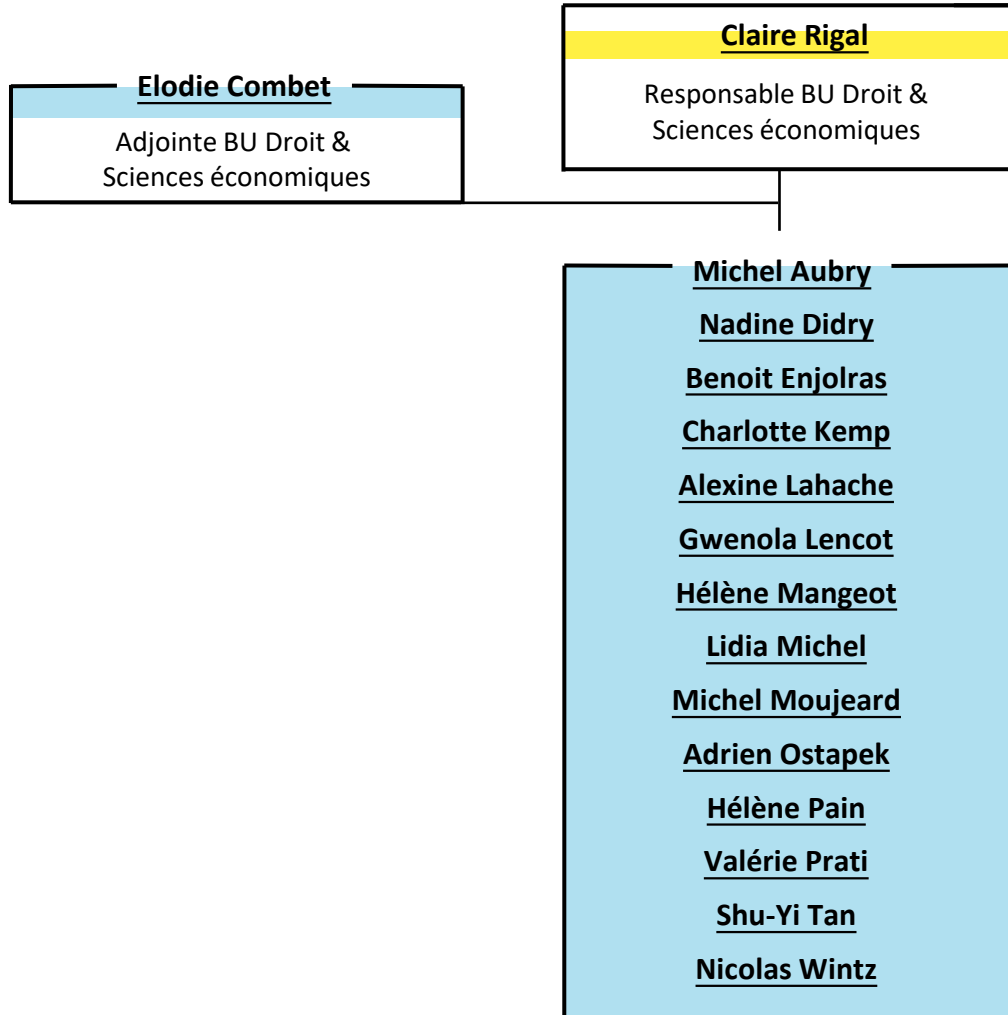 Claire Rigal
Responsable BU Droit &
Sciences économiques
Elodie Combet
Adjointe BU Droit &
Sciences économiques
Michel Aubry
Nadine Didry
Benoit Enjolras
Charlotte Kemp
Alexine Lahache
Gwenola Lencot
Hélène Mangeot
Lidia Michel
Michel Moujeard
Adrien Ostapek
Hélène Pain
Valérie Prati
Shu-Yi Tan
Nicolas Wintz